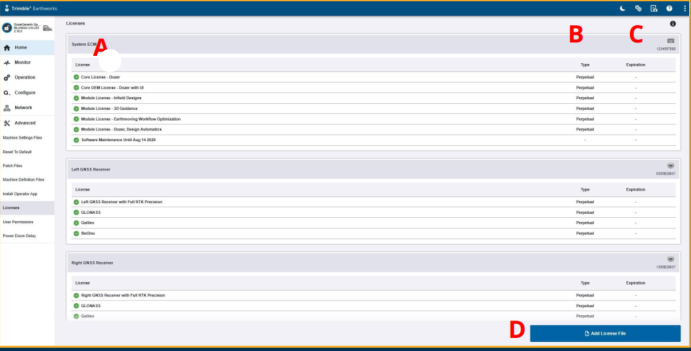 Trimble® Earthworks
Licenses
Home
Monitor
Operation
Configure
Network
Advanced
Machine Settings Files
Reset To Default
Patch Files
Machine Definition Files
Install Operator App
Licenses
User Permissions
Power Down Delay
A
B
C
System ECM
License Type Expiration
Core License - Dozer Perpetual -
Core OEM License - Dozer with UI Perpetual -
Module License - Infield Designs Perpetual -
Module License - 3D Guidance Perpetual -
Module License - Earthmoving Workflow Optimization Perpetual -
Module License - Dozer, Design Automatics Perpetual -
Software Maintenance Until Aug 14 2028 - -
Left GNSS Receiver
License Type Expiration
Left GNSS Receiver with Full RTK Precision Perpetual -
GLONASS Perpetual -
Galileo Perpetual -
BeiDou Perpetual -
Right GNSS Receiver
License Type Expiration
Right GNSS Receiver with Full RTK Precision Perpetual -
GLONASS Perpetual -
Galileo Perpetual -
D
Add License File